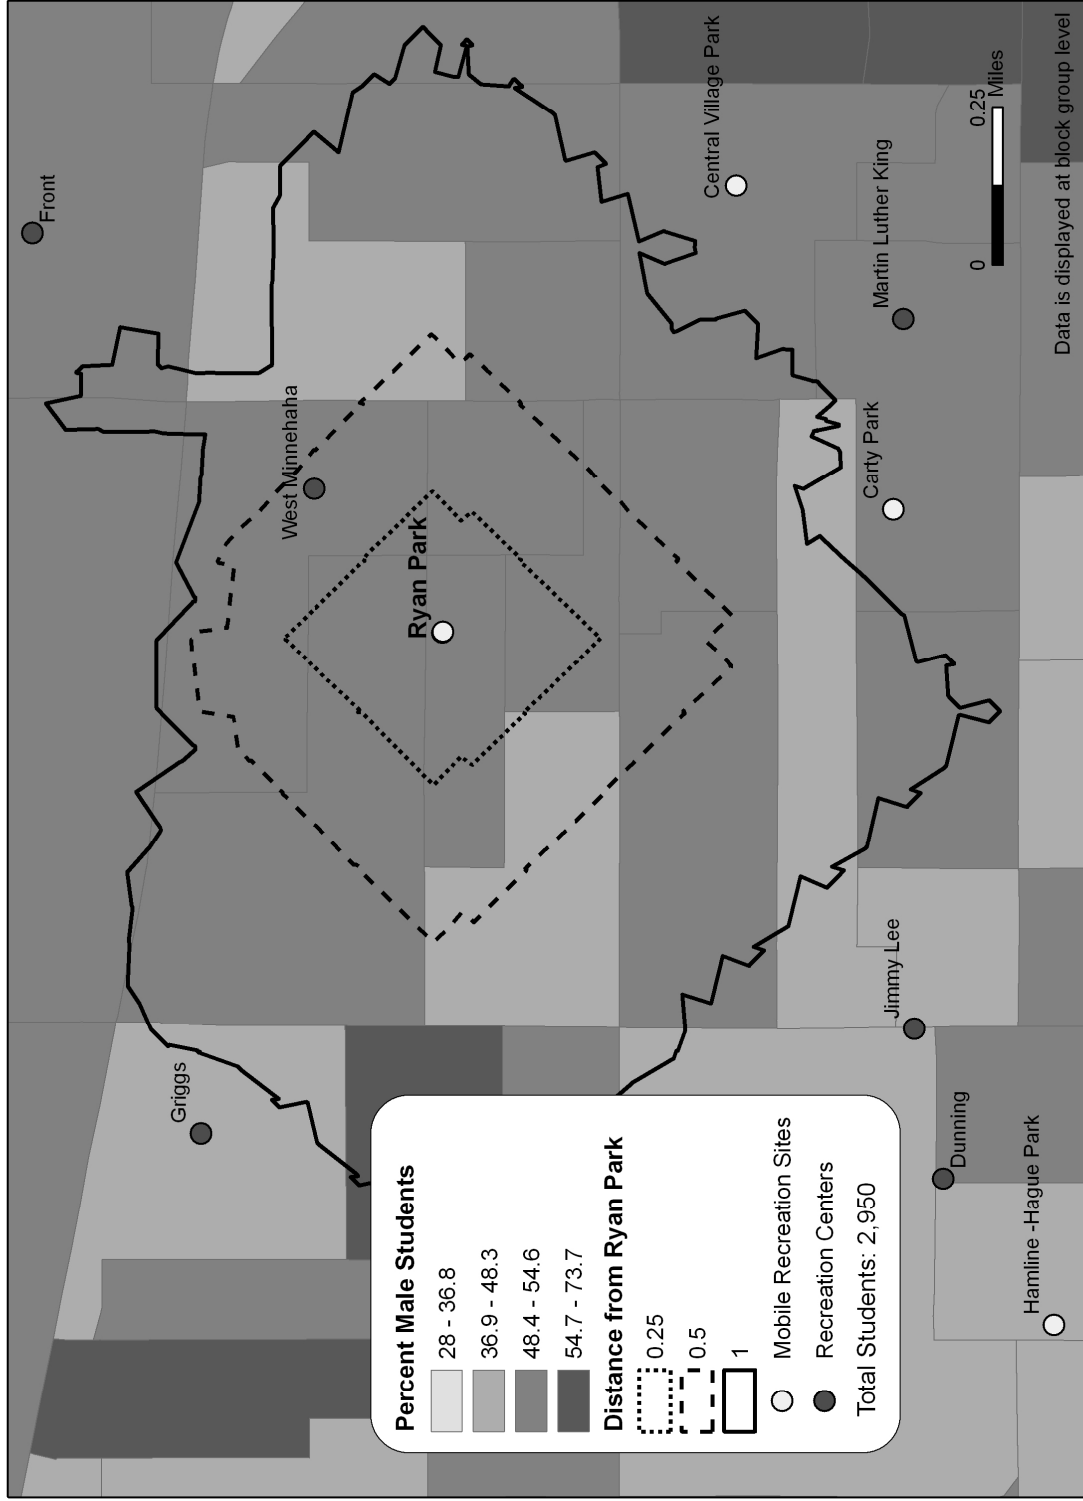 Front
Griggs
West Minnehaha
Ryan Park
Central Village Park
Martin Luther King
Carty Park
Jimmy Lee
Dunning
Hamline -Hague Park
Percent Male Students
28 - 36.8
36.9 - 48.3
48.4 - 54.6
54.7 - 73.7
Distance from Ryan Park
0.25
0.5
1
Mobile Recreation Sites
Recreation Centers
Total Students: 2,950
0 0.25
Miles
Data is displayed at block group level